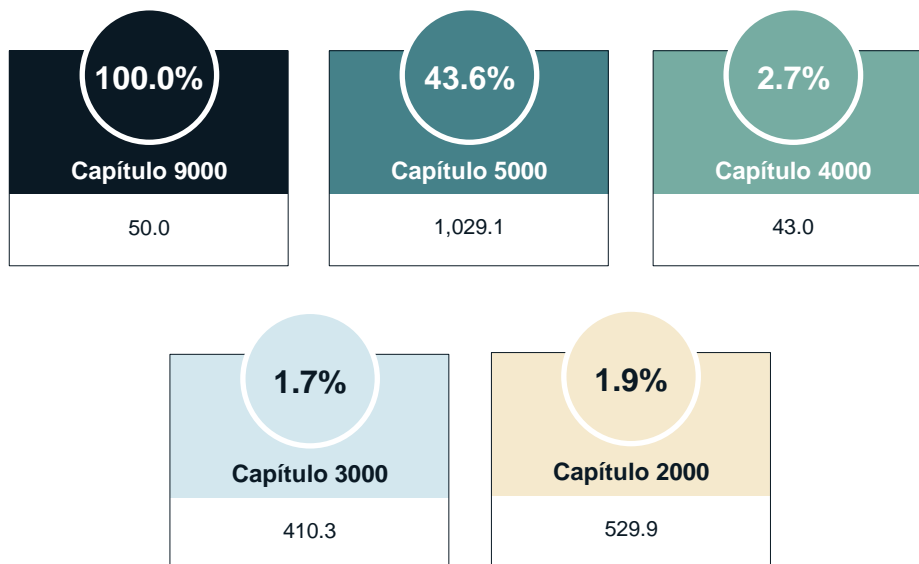 100.0%
Capítulo 9000
50.0
43.6%
Capítulo 5000
1,029.1
2.7%
Capítulo 4000
43.0
1.7%
Capítulo 3000
410.3
1.9%
Capítulo 2000
529.9